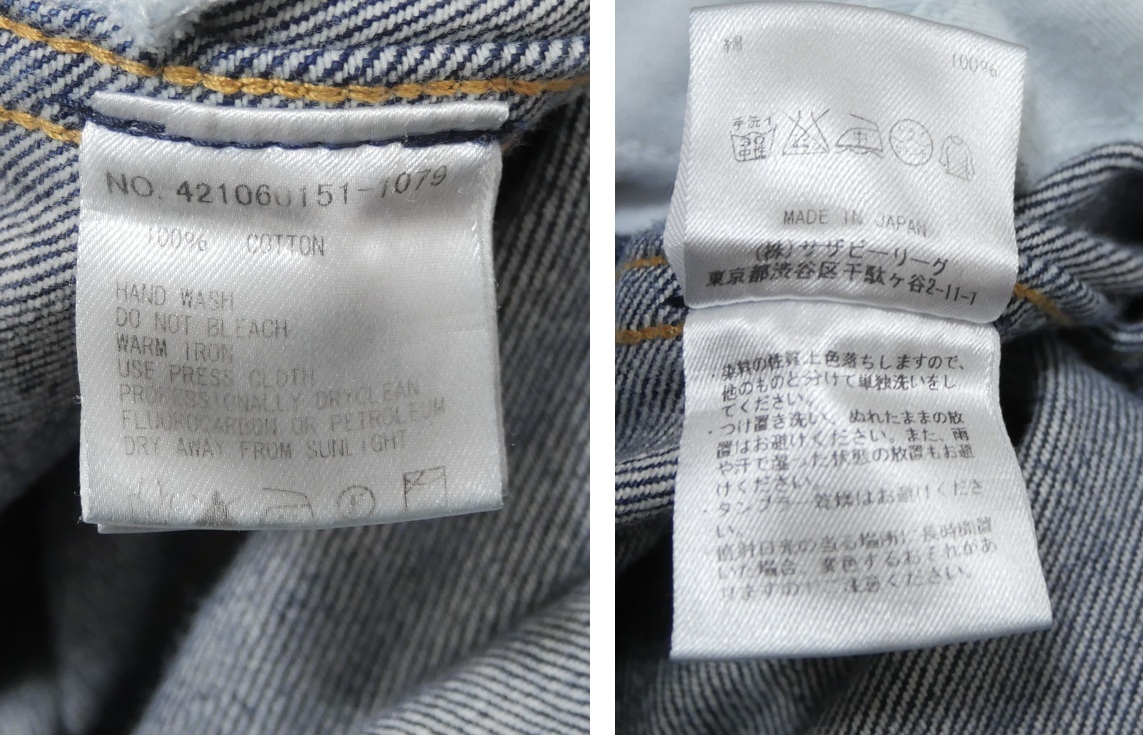 NO. 421060151-1079
100% COTTON
HAND WASH
DO NOT BLEACH
WARM IRON
USE PRESS CLOTH
PROFESSIONALLY DRYCLEAN
FLUOROCARBON OR PETROLEUM
DRY AWAY FROM SUNLIGHT
綿 100%
手洗イ
30
中性
MADE IN JAPAN
(株)サザビーリーグ
東京都渋谷区千駄ヶ谷2-11-1
・染料の性質上色落ちしますので、
他のものと分けて単独洗いをし
てください。
・つけ置き洗い、ぬれたままの放
置はお避けください。また、雨
や汗で湿った状態の放置もお避
けください。
・タンブラー乾燥はお避けくださ
い。
直射日光の当る場所に長時間置
いた場合、変色するおそれがあ
りますのでご注意ください。